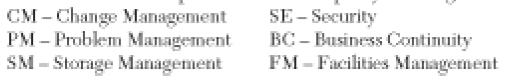 CM – Change Management SE – Security
PM – Problem Management BC – Business Continuity
SM – Storage Management FM – Facilities Management